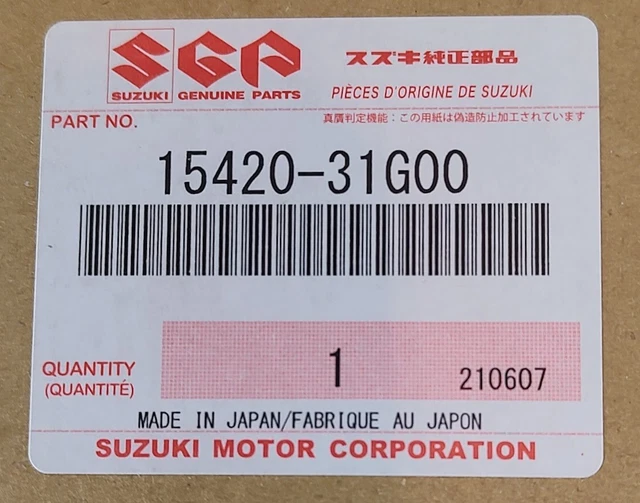 SGP
スズキ純正部品
SUZUKI GENUINE PARTS
PIÈCES D'ORIGINE DE SUZUKI
PART NO.
真贋判定機能：この用紙は偽造防止加工されています
15420-31G00
QUANTITY
(QUANTITÉ)
1
210607
MADE IN JAPAN/FABRIQUE AU JAPON
SUZUKI MOTOR CORPORATION